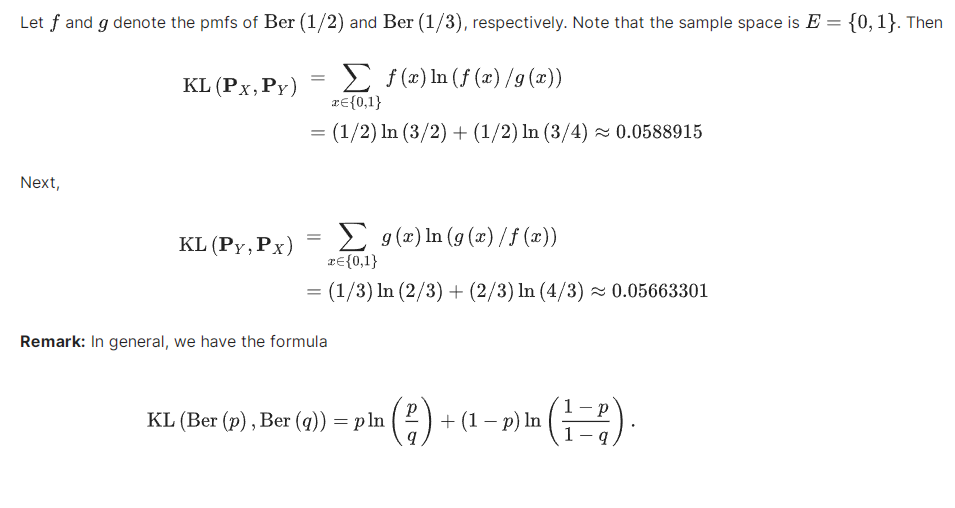 Let f and g denote the pmfs of Ber (1/2) and Ber (1/3), respectively. Note that the sample space is E = {0, 1}. Then
KL (P_X, P_Y) = ∑_{x∈{0,1}} f (x) ln (f (x) /g (x))
= (1/2) ln (3/2) + (1/2) ln (3/4) ≈ 0.0588915
Next,
KL (P_Y, P_X) = ∑_{x∈{0,1}} g (x) ln (g (x) /f (x))
= (1/3) ln (2/3) + (2/3) ln (4/3) ≈ 0.05663301
Remark: In general, we have the formula
KL (Ber (p) , Ber (q)) = p ln (p/q) + (1 − p) ln ((1 − p)/(1 − q)) .